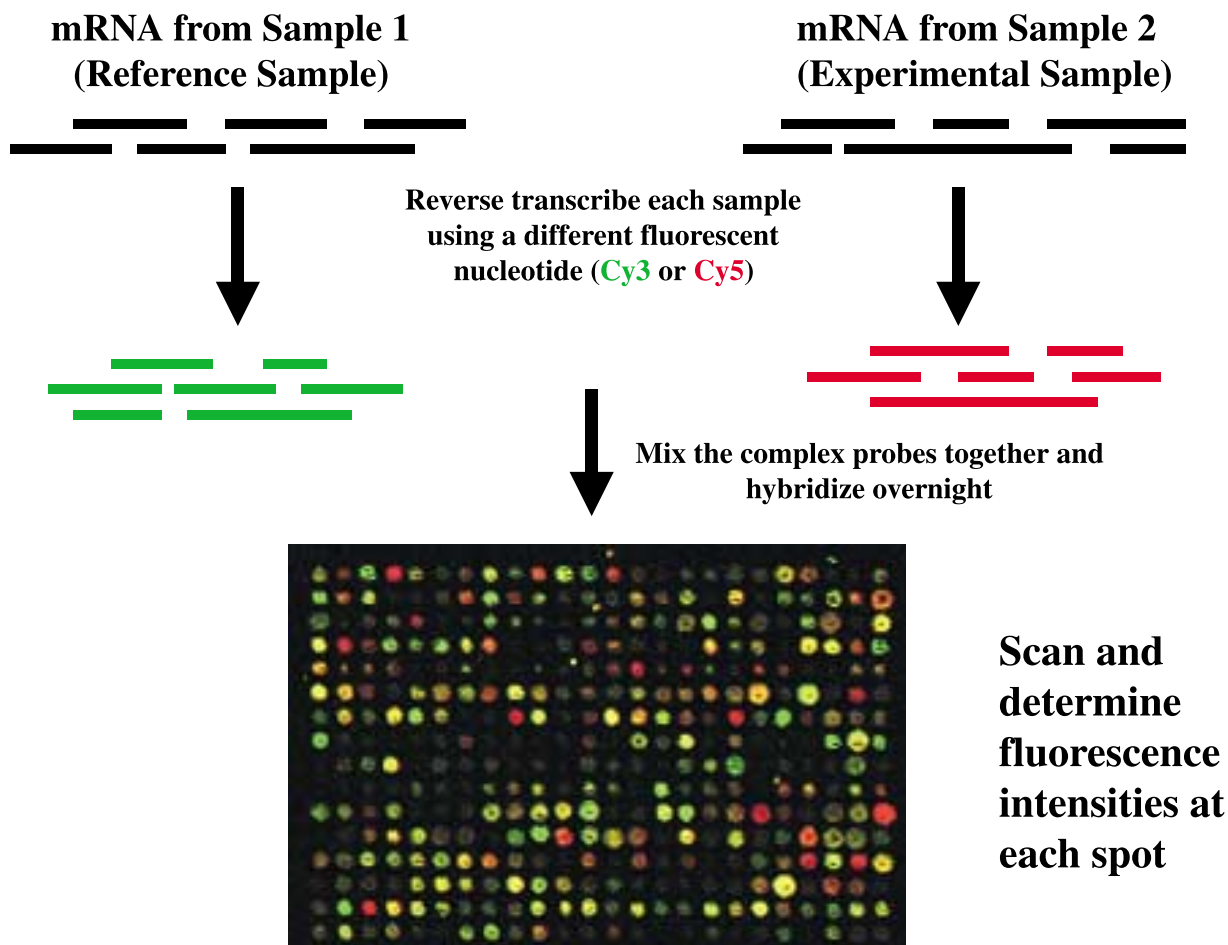 mRNA from Sample 1
(Reference Sample)
mRNA from Sample 2
(Experimental Sample)
Reverse transcribe each sample
using a different fluorescent
nucleotide (Cy3 or Cy5)
Mix the complex probes together and
hybridize overnight
Scan and
determine
fluorescence
intensities at
each spot